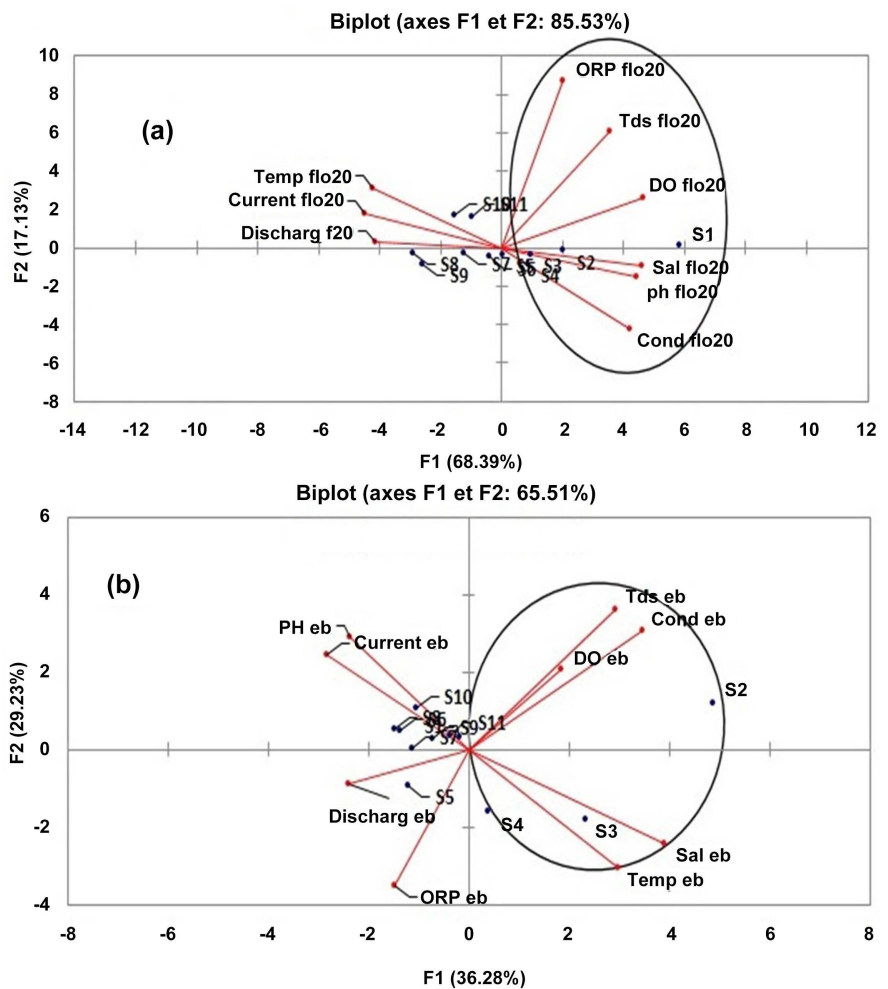 Biplot (axes F1 et F2: 85.53%)
10
8
6
4
2
0
-2
-4
-6
-8
F2 (17.13%)
(a)
ORP flo20
Tds flo20
Temp flo20
DO flo20
Current flo20
S10
S11
Discharg f20
S1
S8
S7
S5
S3
S2
Sal flo20
S9
S6
S4
ph flo20
Cond flo20
-14
-12
-10
-8
-6
-4
-2
0
2
4
6
8
10
12
F1 (68.39%)
Biplot (axes F1 et F2: 65.51%)
6
4
2
0
-2
-4
F2 (29.23%)
(b)
Tds eb
Cond eb
PH eb
Current eb
DO eb
S10
S2
S11
S9
S7
S5
Discharg eb
S4
S3
Sal eb
Temp eb
ORP eb
-8
-6
-4
-2
0
2
4
6
8
F1 (36.28%)